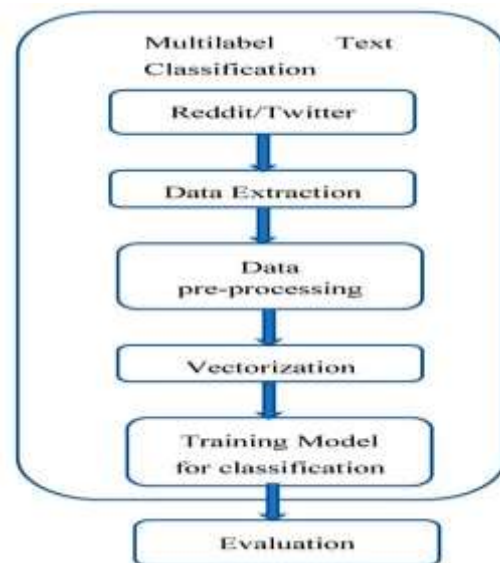 Multilabel Text
Classification
Reddit/Twitter
Data Extraction
Data
pre-processing
Vectorization
Training Model
for classification
Evaluation